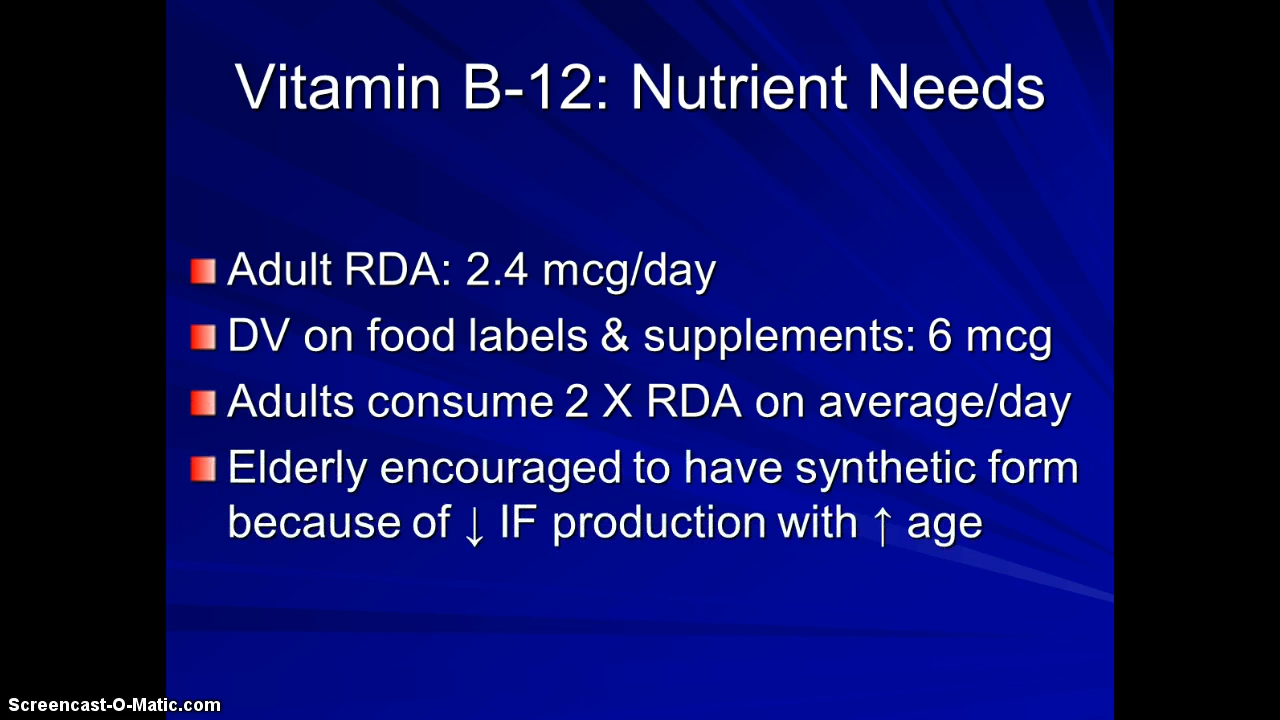 Vitamin B-12: Nutrient Needs
Adult RDA: 2.4 mcg/day
DV on food labels & supplements: 6 mcg
Adults consume 2 X RDA on average/day
Elderly encouraged to have synthetic form
because of ↓ IF production with ↑ age
Screencast-O-Matic.com